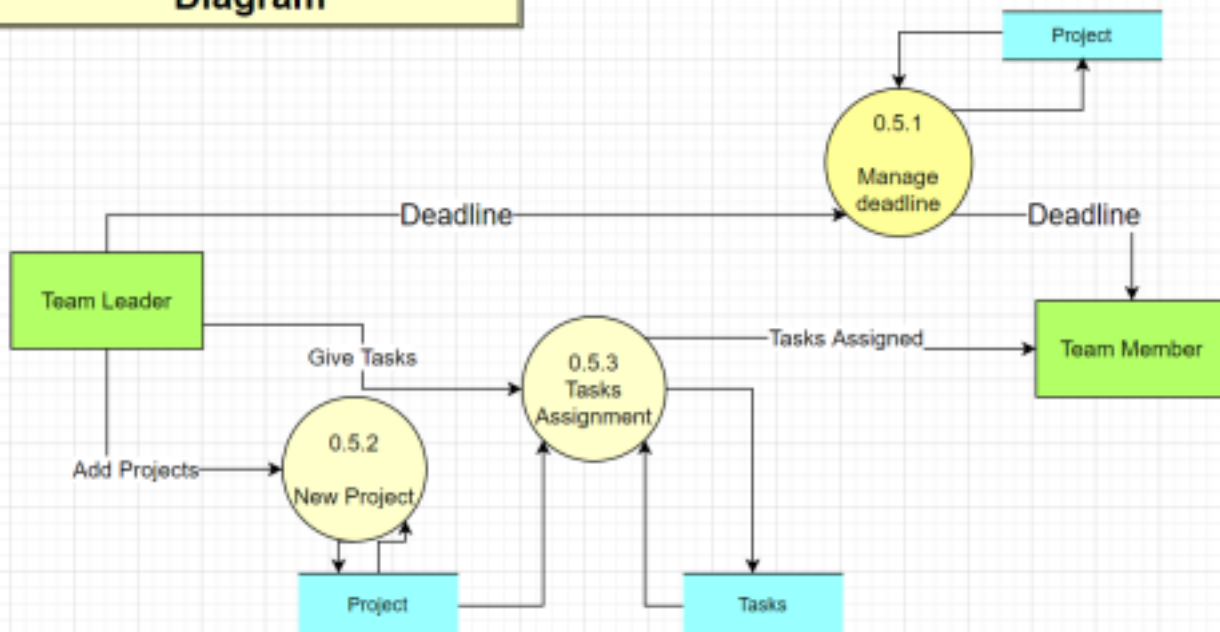 Diagram
Project
0.5.1
Manage
deadline
Deadline
Deadline
Team Leader
Give Tasks
0.5.3
Tasks
Assignment
Tasks Assigned
Team Member
0.5.2
New Project
Add Projects
Project
Tasks